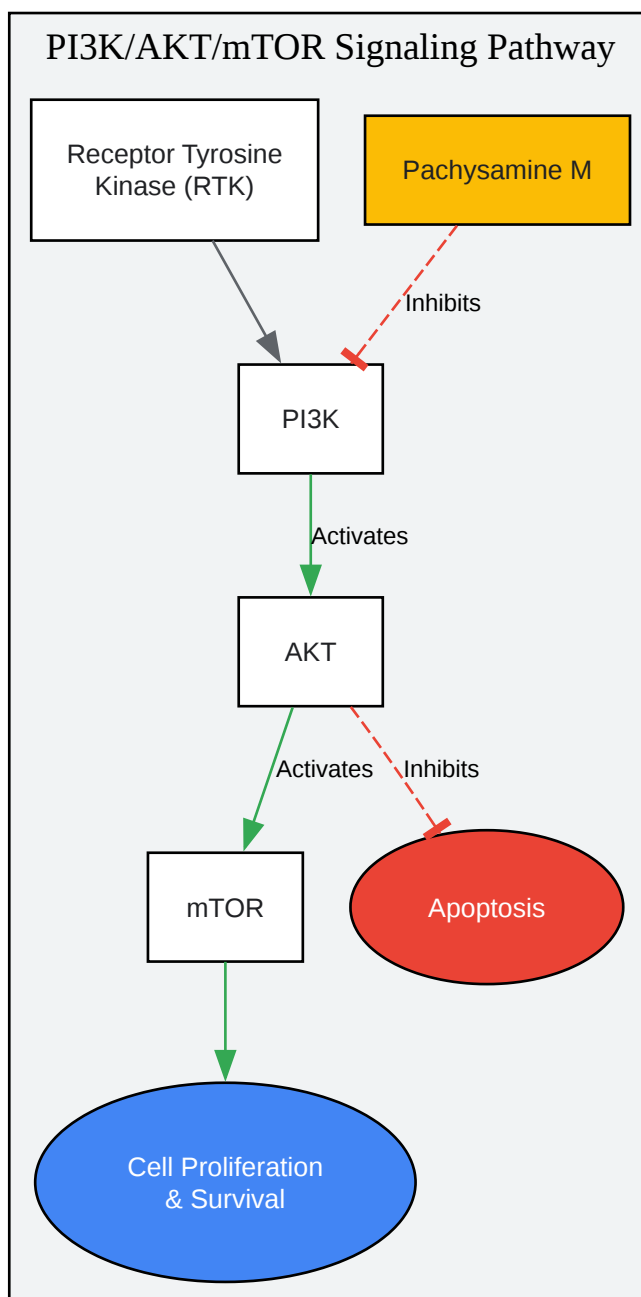 PI3K/AKT/mTOR Signaling Pathway
Receptor Tyrosine
Kinase (RTK)
Pachysamine M
Inhibits
PI3K
Activates
AKT
Activates
Inhibits
mTOR
Apoptosis
Cell Proliferation
& Survival